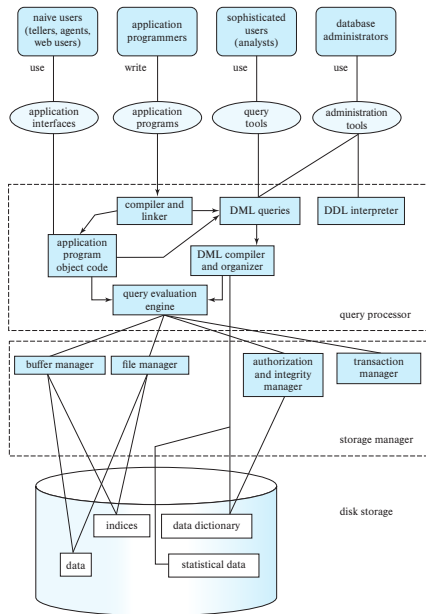 naive users
(tellers, agents,
web users)
application
programmers
sophisticated
users
(analysts)
database
administrators
use
write
use
use
application
interfaces
application
programs
query
tools
administration
tools
compiler and
linker
DML queries
DDL interpreter
application
program
object code
DML compiler
and organizer
query evaluation
engine
query processor
buffer manager
file manager
authorization
and integrity
manager
transaction
manager
storage manager
disk storage
indices
data dictionary
data
statistical data